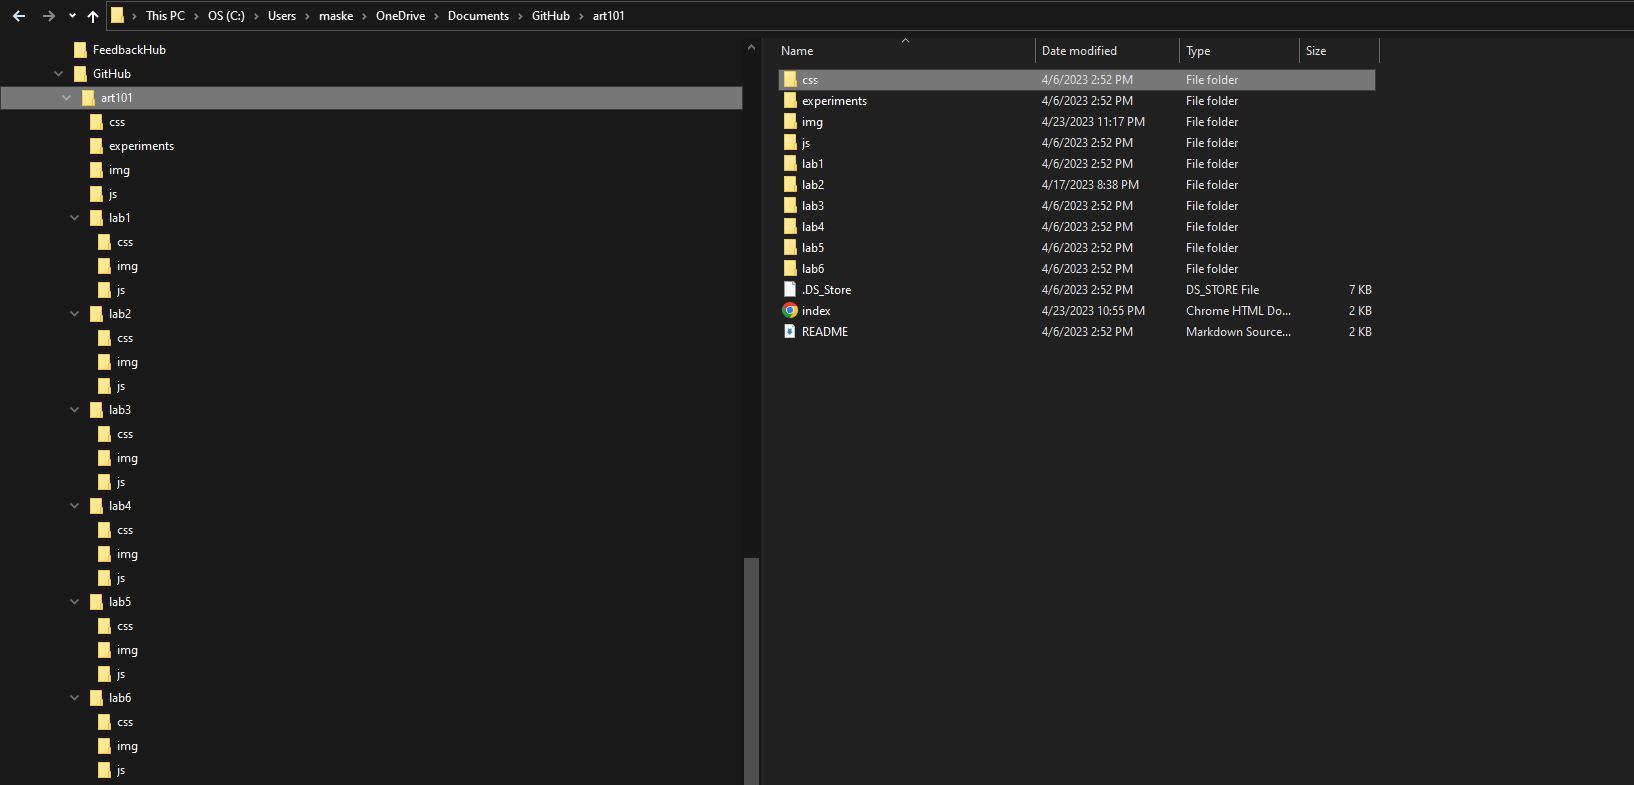 This PC > OS (C:) > Users > maske > OneDrive > Documents > GitHub > art101
FeedbackHub
GitHub
art101
css
experiments
img
js
lab1
css
img
js
lab2
css
img
js
lab3
css
img
js
lab4
css
img
js
lab5
css
img
js
lab6
css
img
js
Name Date modified Type Size
css 4/6/2023 2:52 PM File folder
experiments 4/6/2023 2:52 PM File folder
img 4/23/2023 11:17 PM File folder
js 4/6/2023 2:52 PM File folder
lab1 4/6/2023 2:52 PM File folder
lab2 4/17/2023 8:38 PM File folder
lab3 4/6/2023 2:52 PM File folder
lab4 4/6/2023 2:52 PM File folder
lab5 4/6/2023 2:52 PM File folder
lab6 4/6/2023 2:52 PM File folder
.DS_Store 4/6/2023 2:52 PM DS_STORE File 7 KB
index 4/23/2023 10:55 PM Chrome HTML Do... 2 KB
README 4/6/2023 2:52 PM Markdown Source... 2 KB